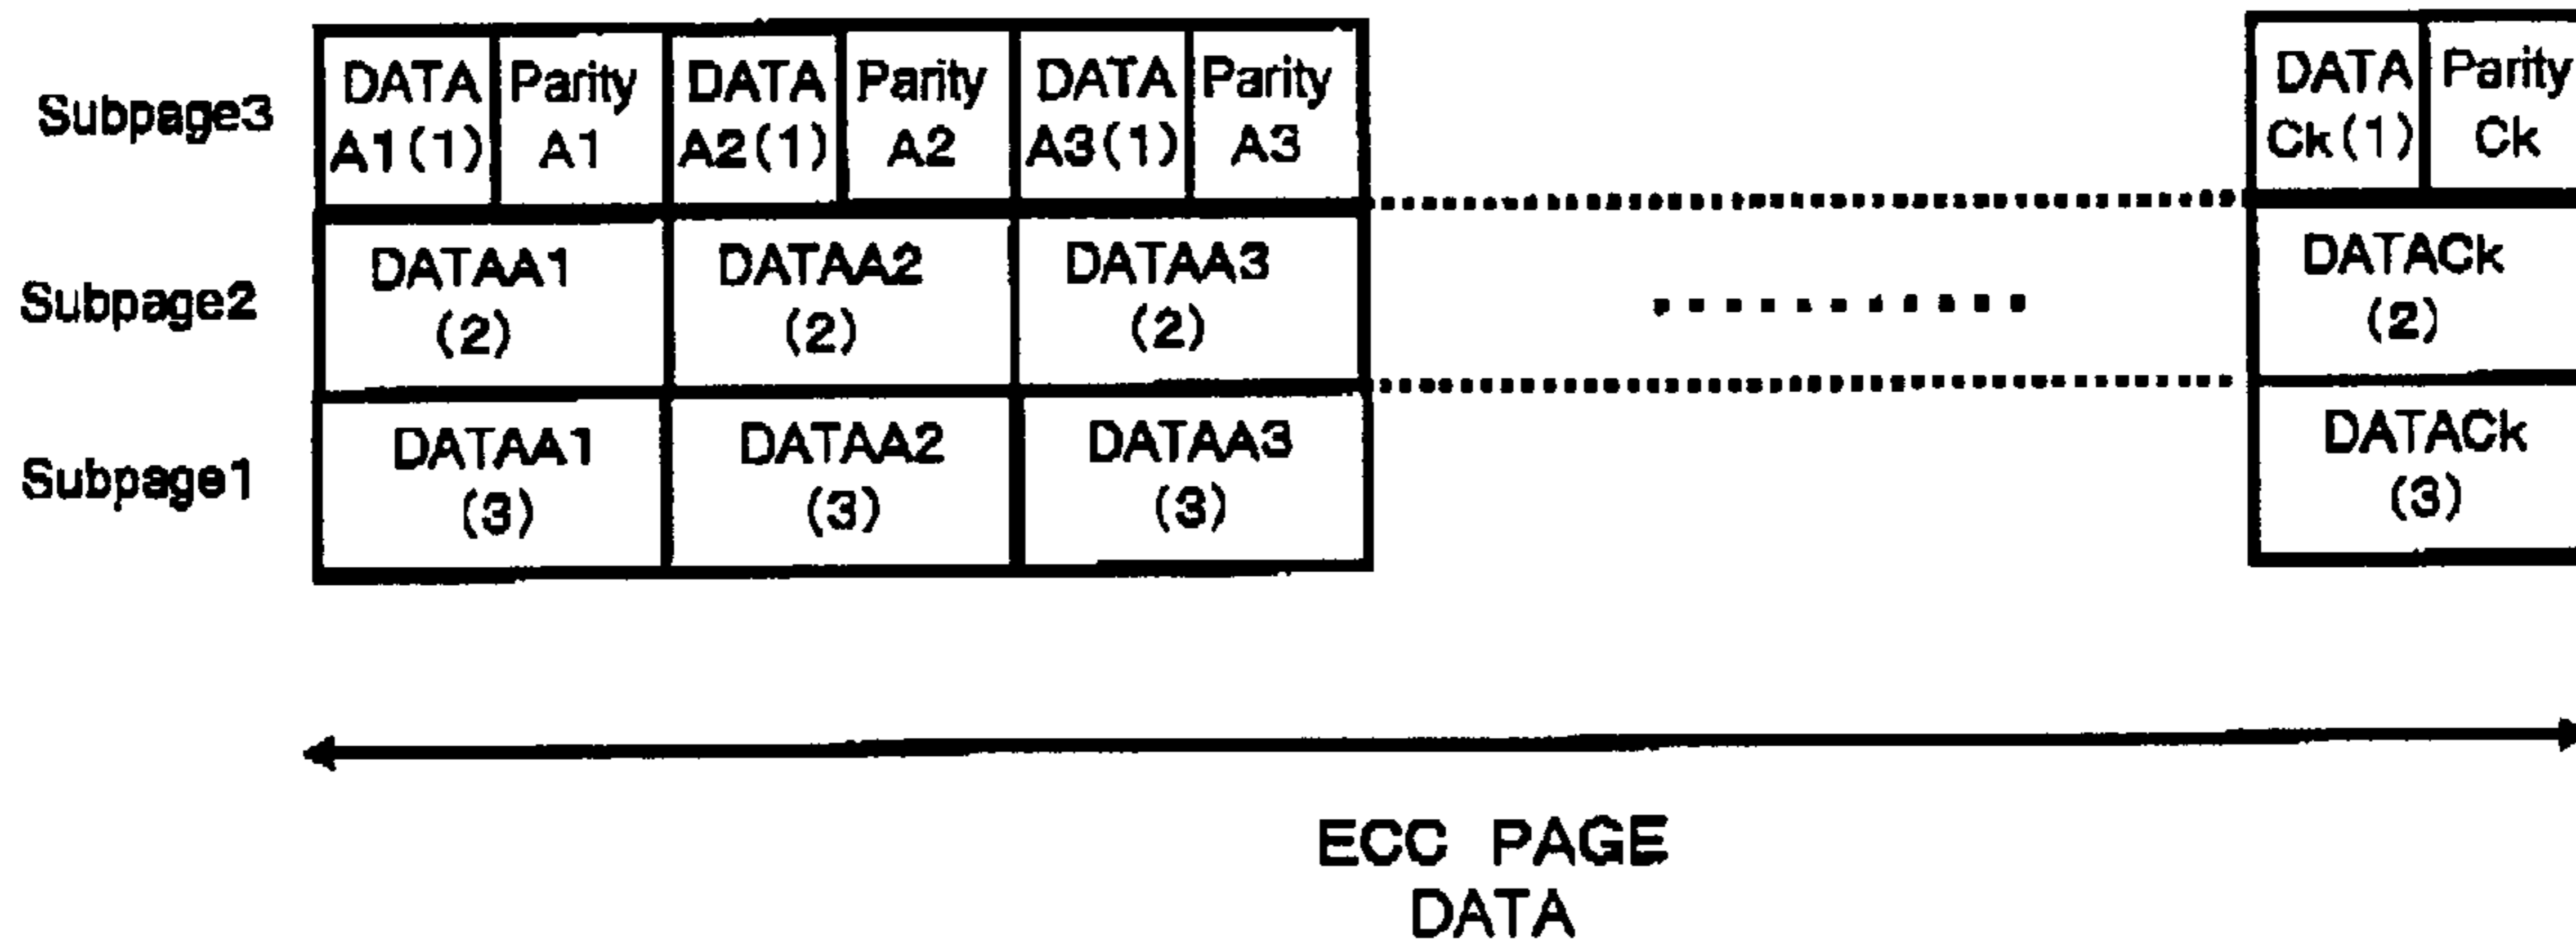 Subpage3
DATA A1(1)
Parity A1
DATA A2(1)
Parity A2
DATA A3(1)
Parity A3
DATA Ck(1)
Parity Ck
Subpage2
DATAA1 (2)
DATAA2 (2)
DATAA3 (2)
DATACk (2)
Subpage1
DATAA1 (3)
DATAA2 (3)
DATAA3 (3)
DATACk (3)
ECC PAGE
DATA